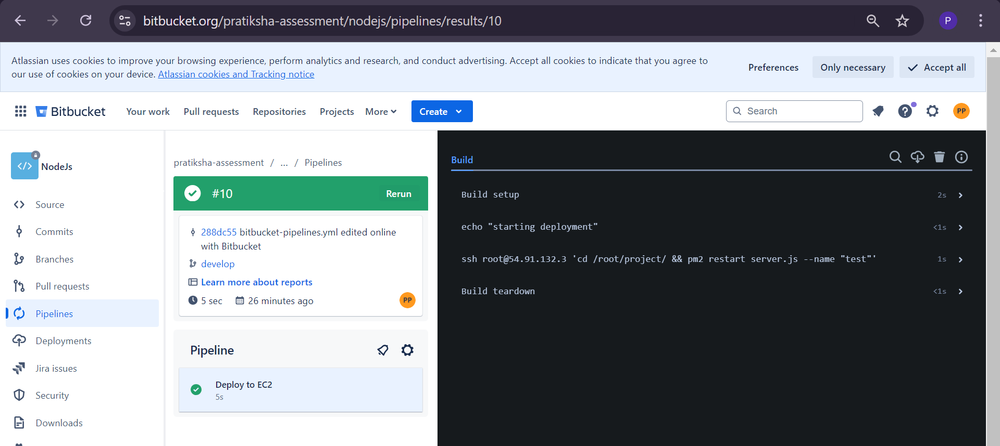 bitbucket.org/pratiksha-assessment/nodejs/pipelines/results/10
P
Atlassian uses cookies to improve your browsing experience, perform analytics and research, and conduct advertising. Accept all cookies to indicate that you agree to
our use of cookies on your device. Atlassian cookies and Tracking notice
Preferences
Only necessary
Accept all
Bitbucket
Your work
Pull requests
Repositories
Projects
More
Create
Search
PP
NodeJs
Source
Commits
Branches
Pull requests
Pipelines
Deployments
Jira issues
Security
Downloads
pratiksha-assessment / ... / Pipelines
#10
Rerun
288dc55 bitbucket-pipelines.yml edited online
with Bitbucket
develop
Learn more about reports
5 sec
26 minutes ago
PP
Pipeline
Deploy to EC2
5s
Build
Build setup
2s
echo "starting deployment"
<1s
ssh root@54.91.132.3 'cd /root/project/ && pm2 restart server.js --name "test"'
1s
Build teardown
<1s